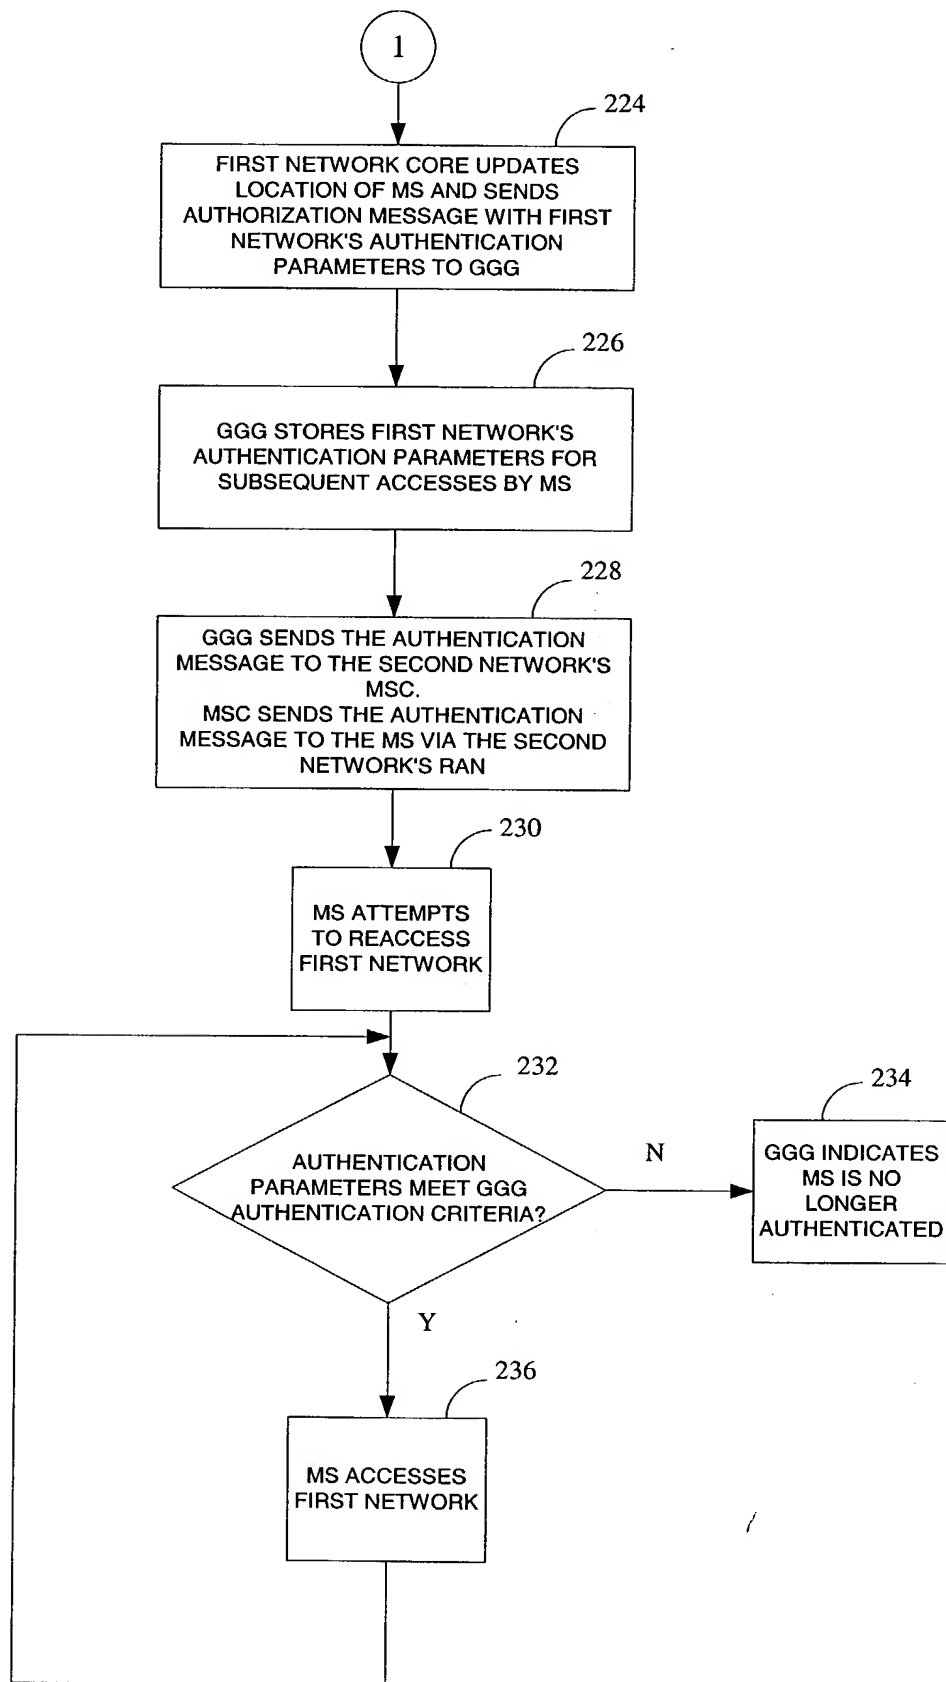 1
224
FIRST NETWORK CORE UPDATES
LOCATION OF MS AND SENDS
AUTHORIZATION MESSAGE WITH FIRST
NETWORK'S AUTHENTICATION
PARAMETERS TO GGG
226
GGG STORES FIRST NETWORK'S
AUTHENTICATION PARAMETERS FOR
SUBSEQUENT ACCESSES BY MS
228
GGG SENDS THE AUTHENTICATION
MESSAGE TO THE SECOND NETWORK'S
MSC.
MSC SENDS THE AUTHENTICATION
MESSAGE TO THE MS VIA THE SECOND
NETWORK'S RAN
230
MS ATTEMPTS
TO REACCESS
FIRST NETWORK
232
AUTHENTICATION
PARAMETERS MEET GGG
AUTHENTICATION CRITERIA?
N
234
GGG INDICATES
MS IS NO
LONGER
AUTHENTICATED
Y
236
MS ACCESSES
FIRST NETWORK